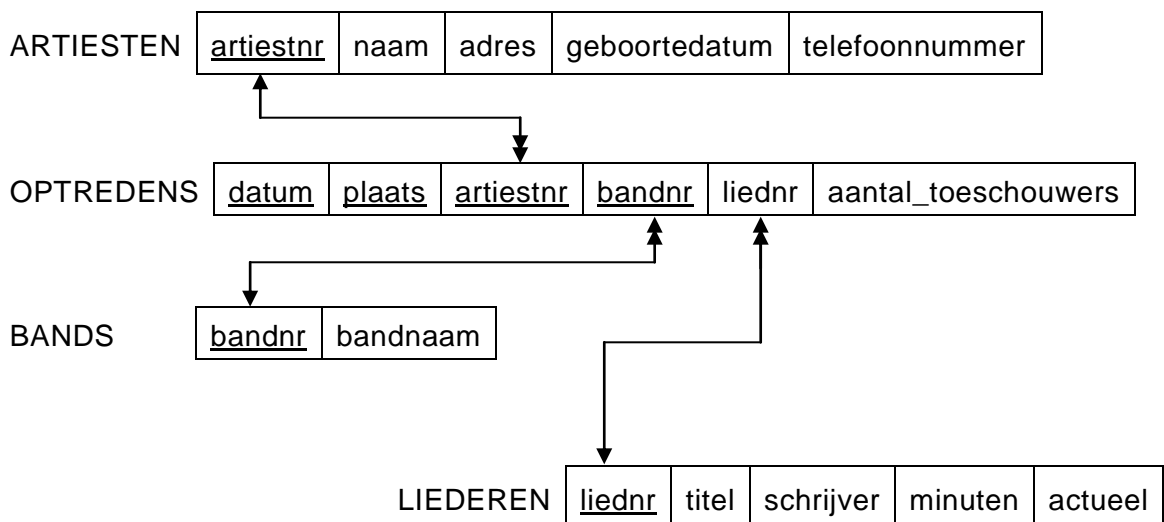 ARTIESTEN artiestnr naam adres geboortedatum telefoonnummer
OPTREDENS datum plaats artiestnr bandnr liednr aantal_toeschouwers
BANDS bandnr bandnaam
LIEDEREN liednr titel schrijver minuten actueel